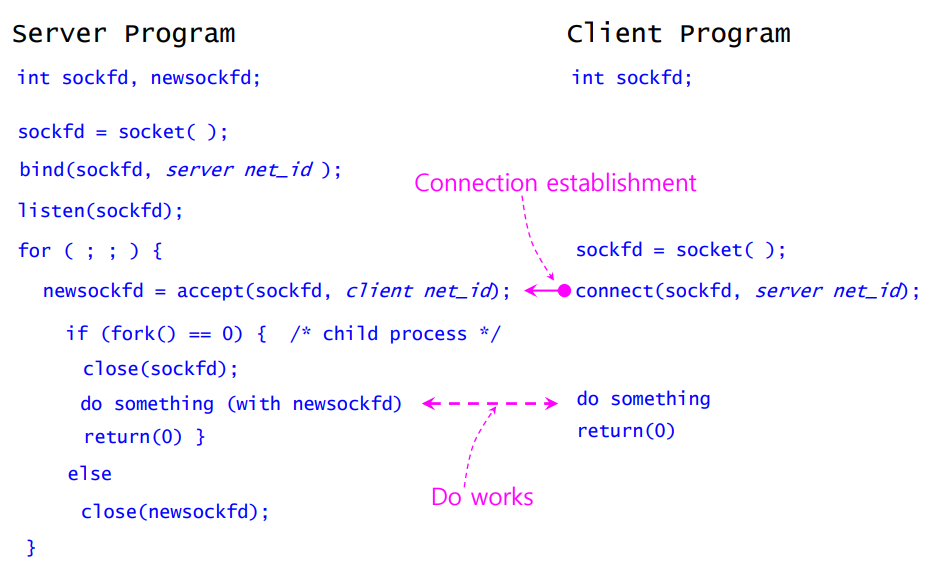 Server Program
int sockfd, newsockfd;
sockfd = socket( );
bind(sockfd, server net_id );
listen(sockfd);
for ( ; ; ) {
newsockfd = accept(sockfd, client net_id);
if (fork() == 0) {  /* child process */
close(sockfd);
do something (with newsockfd)
return(0) }
else
close(newsockfd);
}
Connection establishment
Do works
Client Program
int sockfd;
sockfd = socket( );
connect(sockfd, server net_id);
do something
return(0)